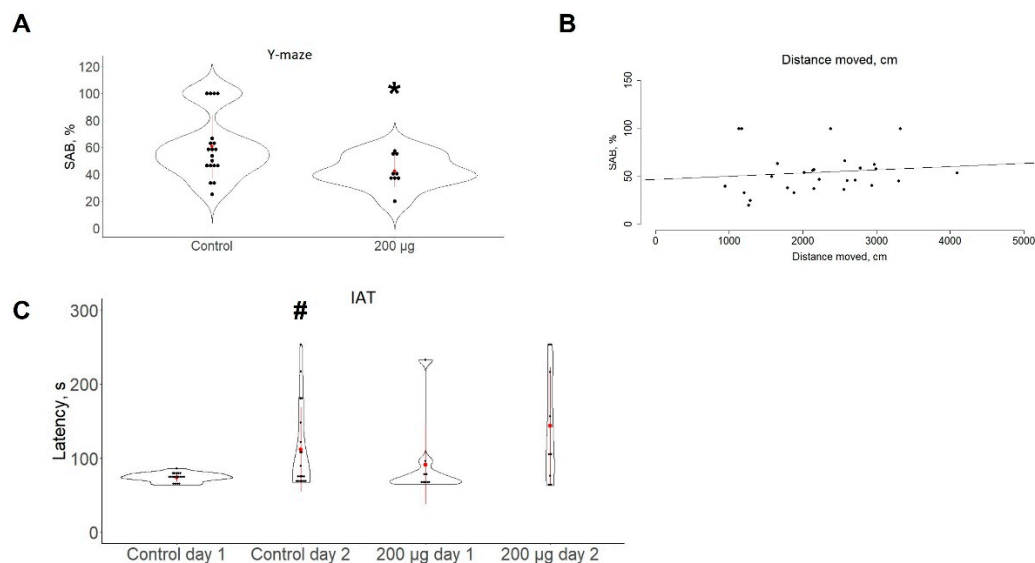 A
Y-maze
120
100
80
60
40
20
0
SAB, %
*
Control
200 µg
B
Distance moved, cm
150
100
50
0
SAB, %
0
1000
2000
3000
4000
5000
Distance moved, cm
C
IAT
300
200
100
0
Latency, s
#
Control day 1
Control day 2
200 µg day 1
200 µg day 2